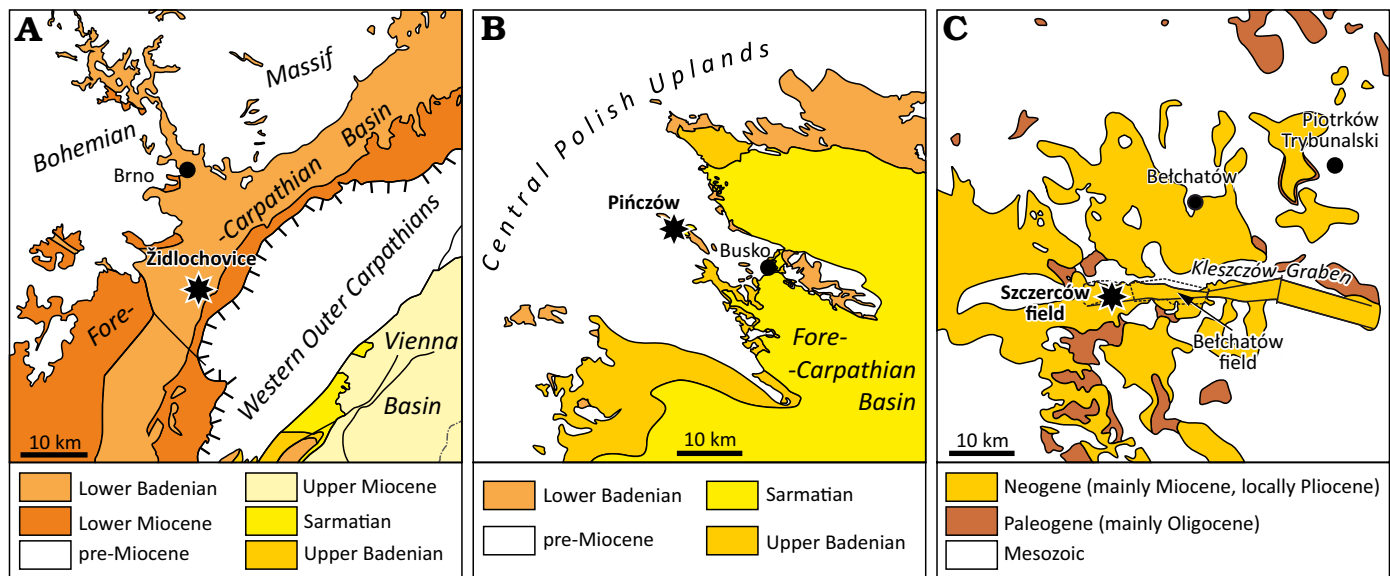 A
Massif
Bohemian
Brno
-Carpathian Basin
Židlochovice
Fore-
Western Outer Carpathians
Vienna
Basin
10 km
Lower Badenian
Lower Miocene
pre-Miocene
Upper Miocene
Sarmatian
Upper Badenian
B
Central Polish Uplands
Pińczów
Busko
Fore-
-Carpathian
Basin
10 km
Lower Badenian
pre-Miocene
Sarmatian
Upper Badenian
C
Piotrków
Trybunalski
Bełchatów
Kleszczów Graben
Szczerców
field
Bełchatów
field
10 km
Neogene (mainly Miocene, locally Pliocene)
Paleogene (mainly Oligocene)
Mesozoic